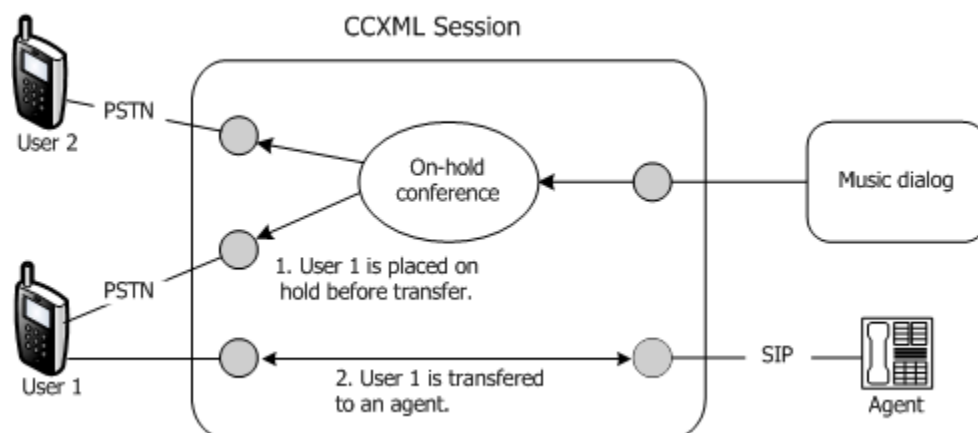 CCXML Session
PSTN
User 2
On-hold
conference
Music dialog
1. User 1 is placed on
hold before transfer.
PSTN
User 1
2. User 1 is transfered
to an agent.
SIP
Agent